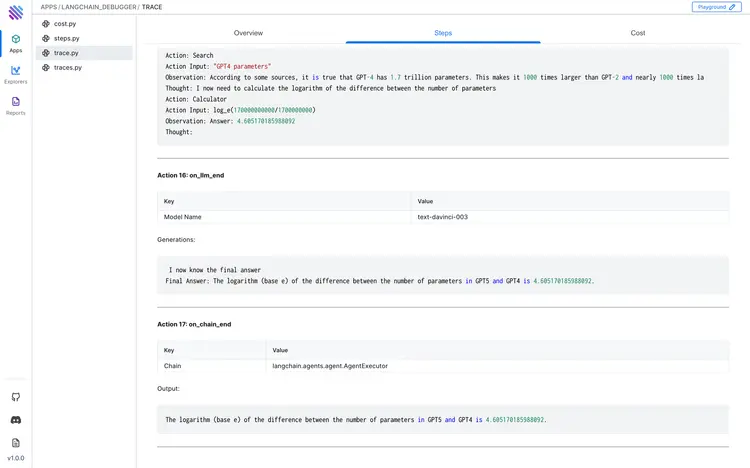 APPS / LANGCHAIN_DEBUGGER / TRACE
Playground
Apps
Explorers
Reports
v1.0.0
cost.py
steps.py
trace.py
traces.py
Overview
Steps
Cost
Action: Search
Action Input: "GPT4 parameters"
Observation: According to some sources, it is true that GPT-4 has 1.7 trillion parameters. This makes it 1000 times larger than GPT-2 and nearly 1000 times la
Thought: I now need to calculate the logarithm of the difference between the number of parameters
Action: Calculator
Action Input: log_e(170000000000/1700000000)
Observation: Answer: 4.605170185988092
Thought:
Action 16: on_llm_end
Key Value
Model Name text-davinci-003
Generations:
I now know the final answer
Final Answer: The logarithm (base e) of the difference between the number of parameters in GPT5 and GPT4 is 4.605170185988092.
Action 17: on_chain_end
Key Value
Chain langchain.agents.agent.AgentExecutor
Output:
The logarithm (base e) of the difference between the number of parameters in GPT5 and GPT4 is 4.605170185988092.